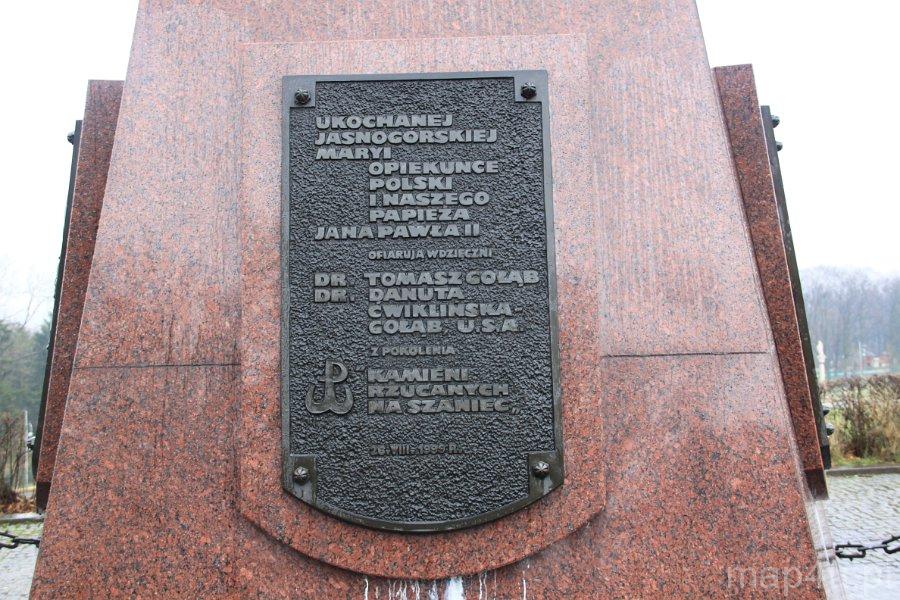 UKOCHANEJ
JASNOGÓRSKIEJ
MARYI
OPIEKUNCE
POLSKI
I NASZEGO
PAPIEŻA
JANA PAWŁA II
OFIARUJĄ WDZIĘCZNI
DR. TOMASZ GOŁĄB
DR. DANUTA
ĆWIKLIŃSKA-
GOŁĄB U.S.A.
Z POKOLENIA
KAMIENI
RZUCANYCH
NA SZANIEC„